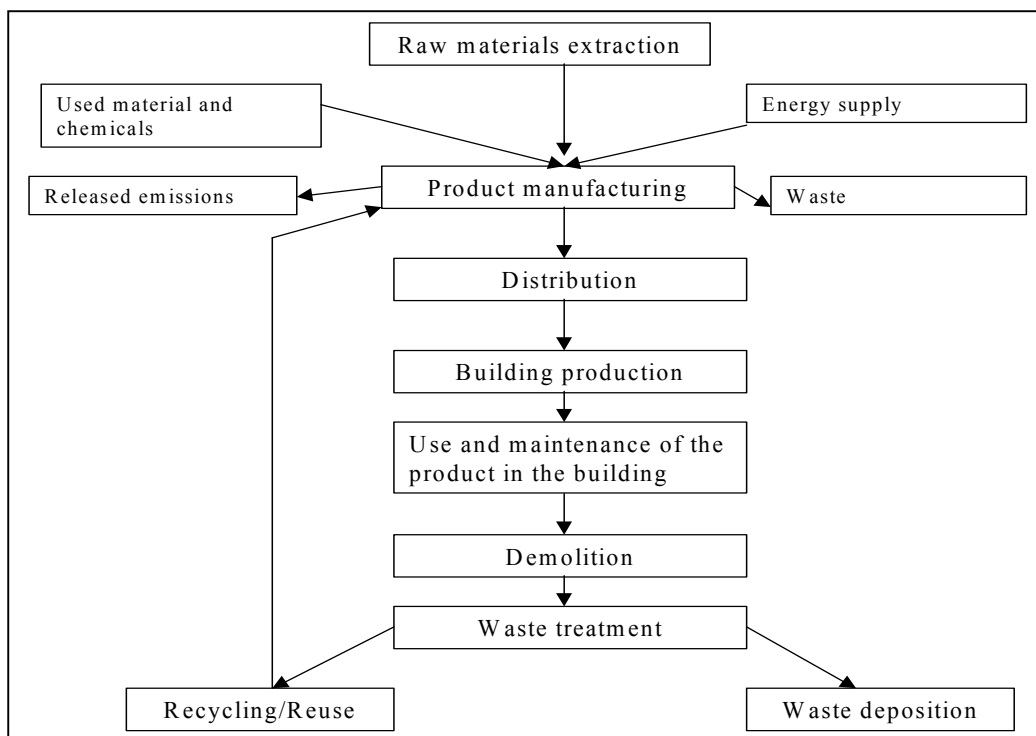 Raw materials extraction
Used material and
chemicals
Energy supply
Product manufacturing
Released emissions
Waste
Distribution
Building production
Use and maintenance of the
product in the building
Demolition
Waste treatment
Recycling/Reuse
Waste deposition